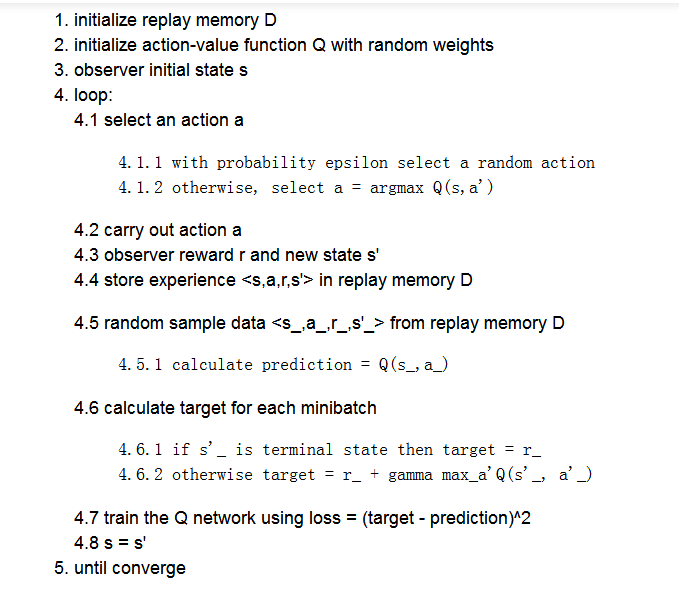 1. initialize replay memory D
2. initialize action-value function Q with random weights
3. observer initial state s
4. loop:
4.1 select an action a
4.1.1 with probability epsilon select a random action
4.1.2 otherwise, select a = argmax Q(s,a’)
4.2 carry out action a
4.3 observer reward r and new state s'
4.4 store experience <s,a,r,s'> in replay memory D
4.5 random sample data <s_,a_,r_,s'_> from replay memory D
4.5.1 calculate prediction = Q(s_,a_)
4.6 calculate target for each minibatch
4.6.1 if s’_ is terminal state then target = r_
4.6.2 otherwise target = r_ + gamma max_a’Q(s’_, a’_)
4.7 train the Q network using loss = (target - prediction)^2
4.8 s = s'
5. until converge